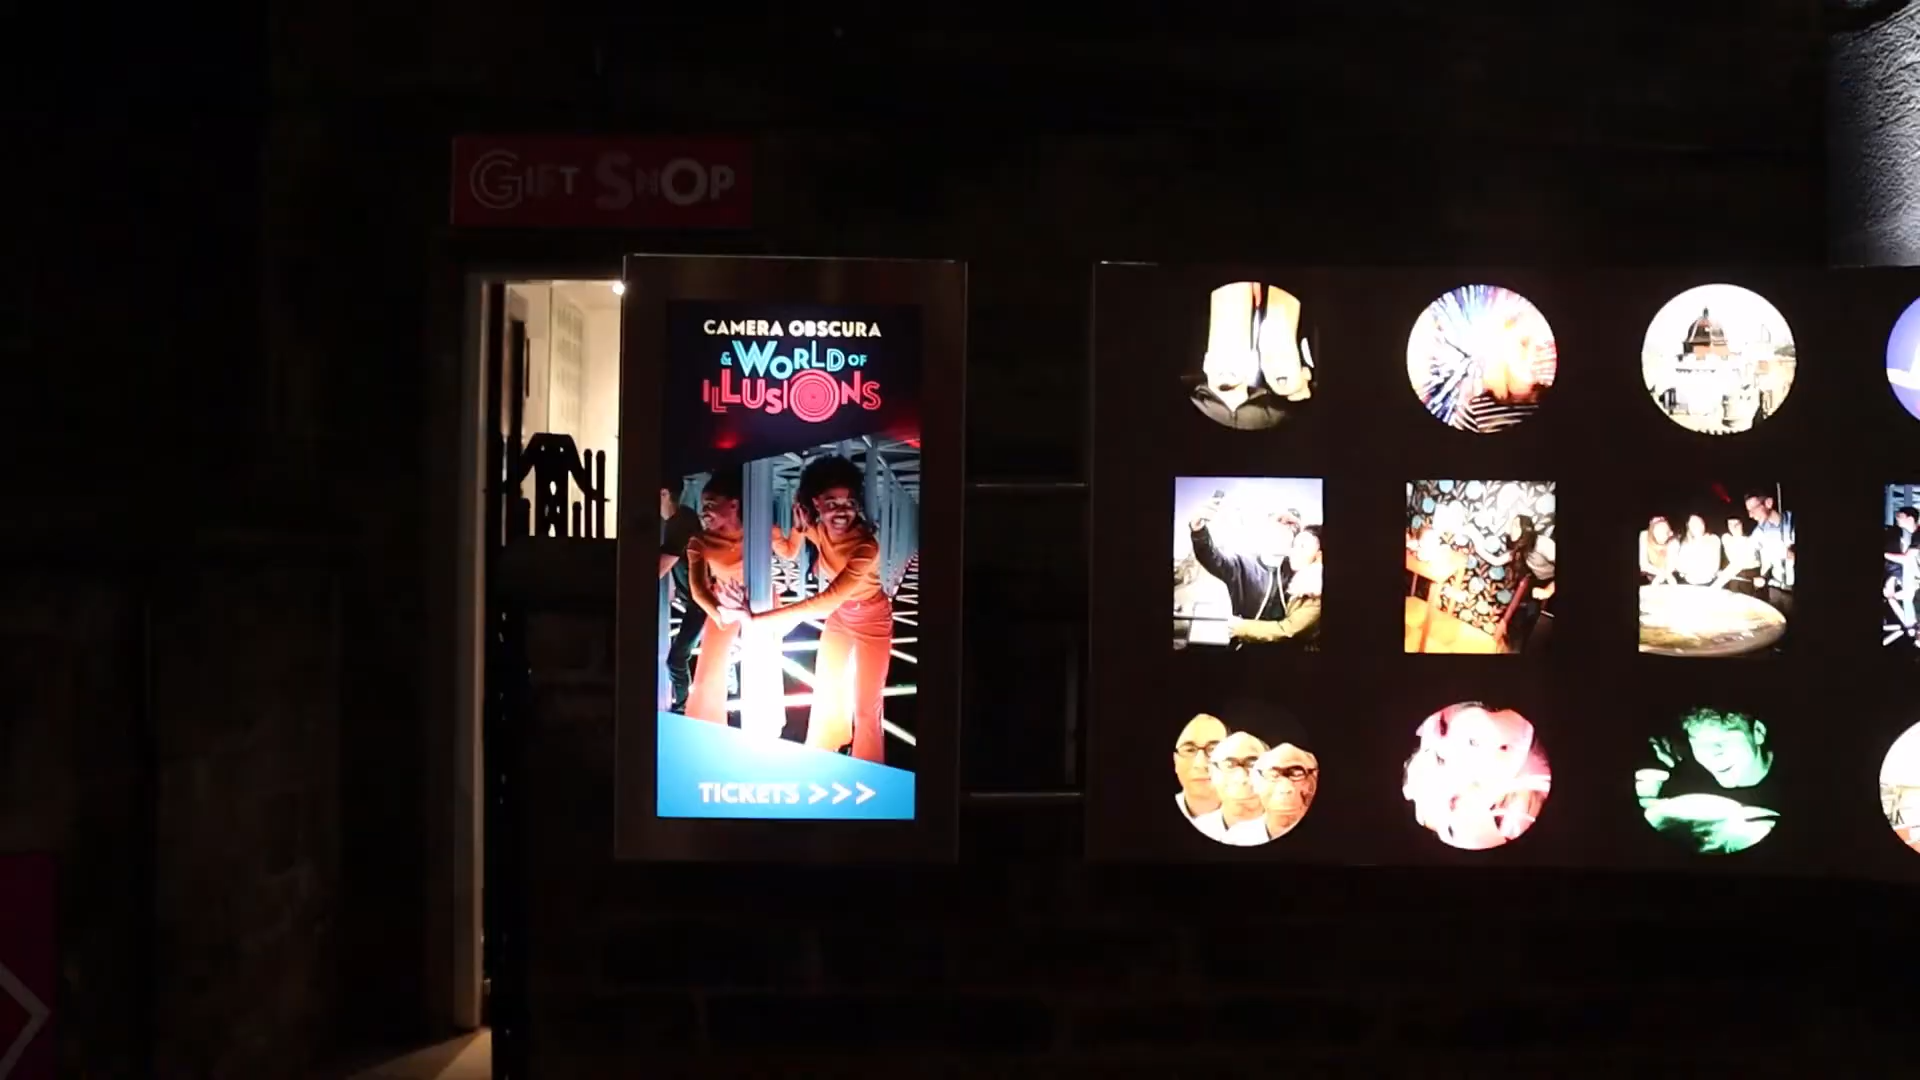 GIFT SHOP
CAMERA OBSCURA
& WORLD OF
ILLUSIONS
TICKETS >>>